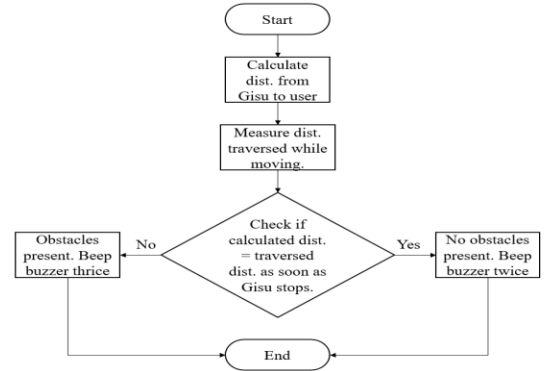 Start
Calculate
dist. from
Gisu to user
Measure dist.
traversed while
moving.
Check if
calculated dist.
= traversed
dist. as soon as
Gisu stops.
No
Yes
Obstacles
present. Beep
buzzer thrice
No obstacles
present. Beep
buzzer twice
End